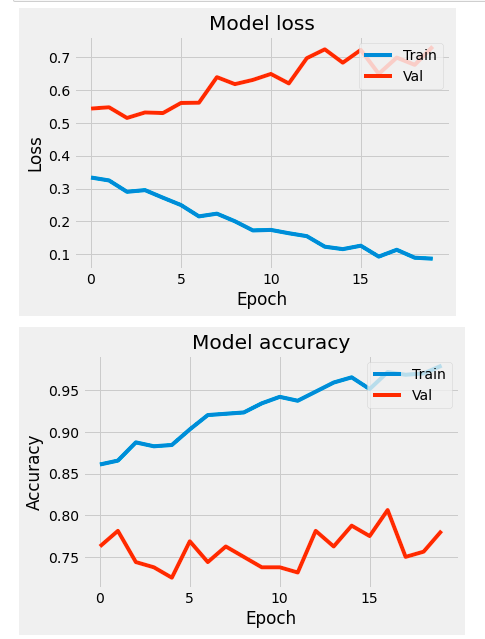 Model loss
0.7
0.6
0.5
0.4
0.3
0.2
0.1
Loss
Train
Val
0 5 10 15
Epoch
Model accuracy
0.95
0.90
0.85
0.80
0.75
Accuracy
Train
Val
0 5 10 15
Epoch